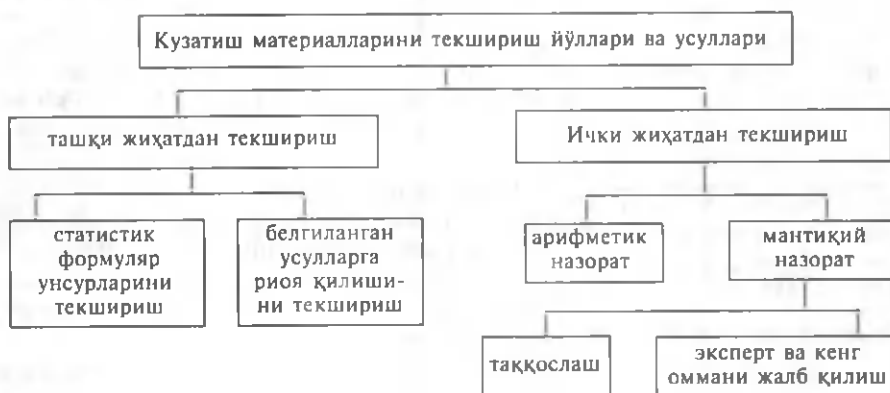 Кузатиш материалларини текшириш йўллари ва усуллари
ташқи жиҳатдан текшириш
Ички жиҳатдан текшириш
статистик
формуляр
унсурларини
текшириш
белгиланган
усулларга
риоя қилиши-
ни текшириш
арифметик
назорат
мантиқий
назорат
таққослаш
эксперт ва кенг
оммани жалб қилиш